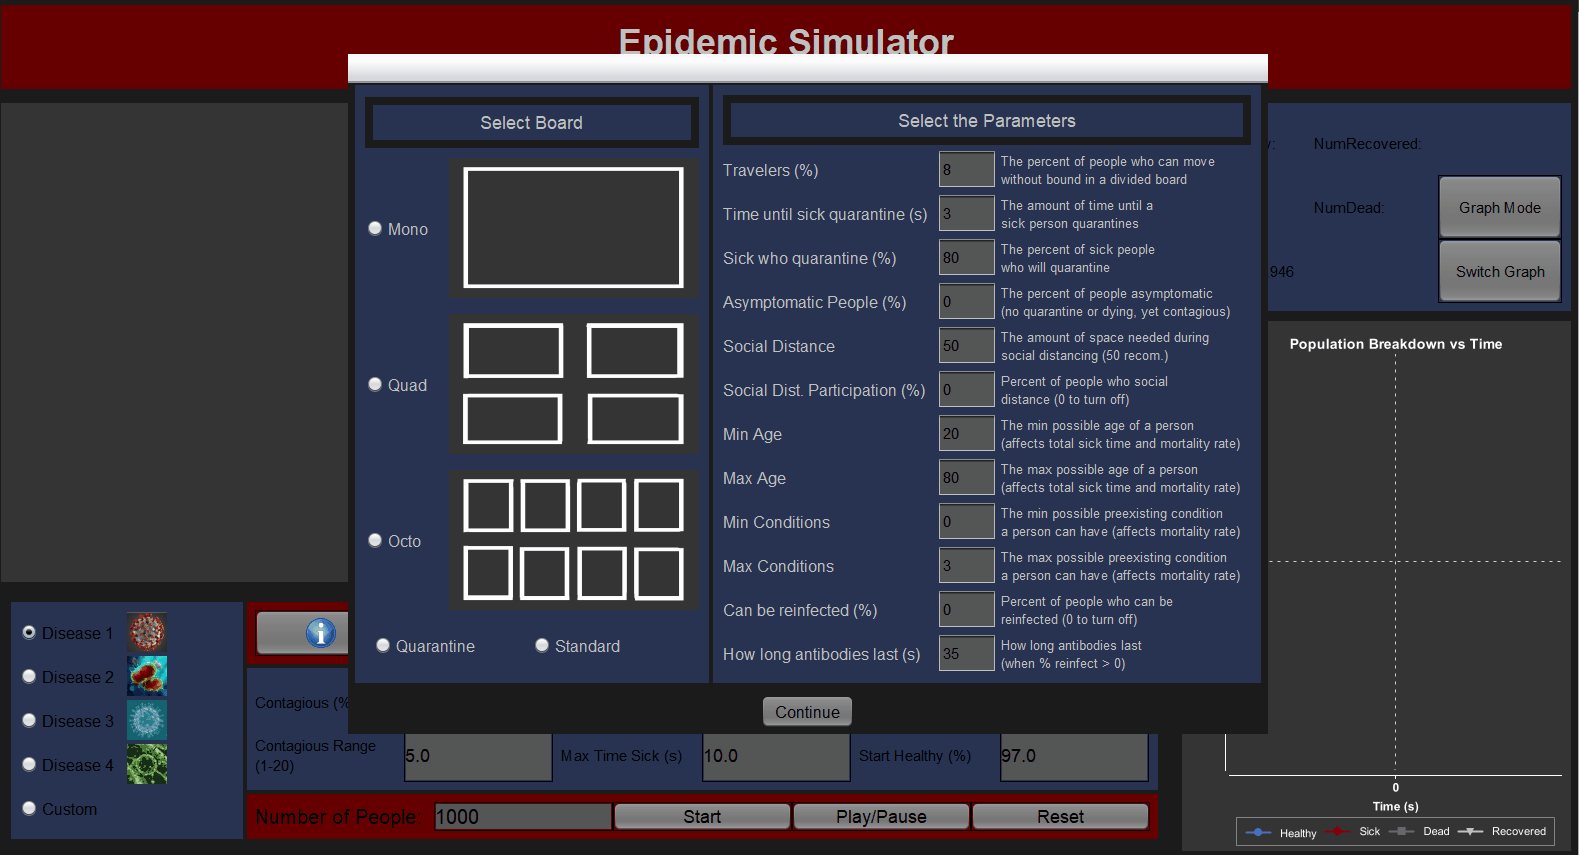 Epidemic Simulator
Select Board
Mono
Quad
Octo
Quarantine
Standard
Select the Parameters
Travelers (%)
8
The percent of people who can move
without bound in a divided board
Time until sick quarantine (s)
3
The amount of time until a
sick person quarantines
Sick who quarantine (%)
80
The percent of sick people
who will quarantine
Asymptomatic People (%)
0
The percent of people asymptomatic
(no quarantine or dying, yet contagious)
Social Distance
50
The amount of space needed during
social distancing (50 recom.)
Social Dist. Participation (%)
0
Percent of people who social
distance (0 to turn off)
Min Age
20
The min possible age of a person
(affects total sick time and mortality rate)
Max Age
80
The max possible age of a person
(affects total sick time and mortality rate)
Min Conditions
0
The min possible preexisting condition
a person can have (affects mortality rate)
Max Conditions
3
The max possible preexisting condition
a person can have (affects mortality rate)
Can be reinfected (%)
0
Percent of people who can be
reinfected (0 to turn off)
How long antibodies last (s)
35
How long antibodies last
(when % reinfect > 0)
Continue
y:
NumRecovered:
NumDead:
946
Graph Mode
Switch Graph
Population Breakdown vs Time
0
Time (s)
Healthy
Sick
Dead
Recovered
Disease 1
Disease 2
Disease 3
Disease 4
Custom
i
Contagious (%
Contagious Range
(1-20)
5.0
Max Time Sick (s)
10.0
Start Healthy (%)
97.0
Number of People:
1000
Start
Play/Pause
Reset